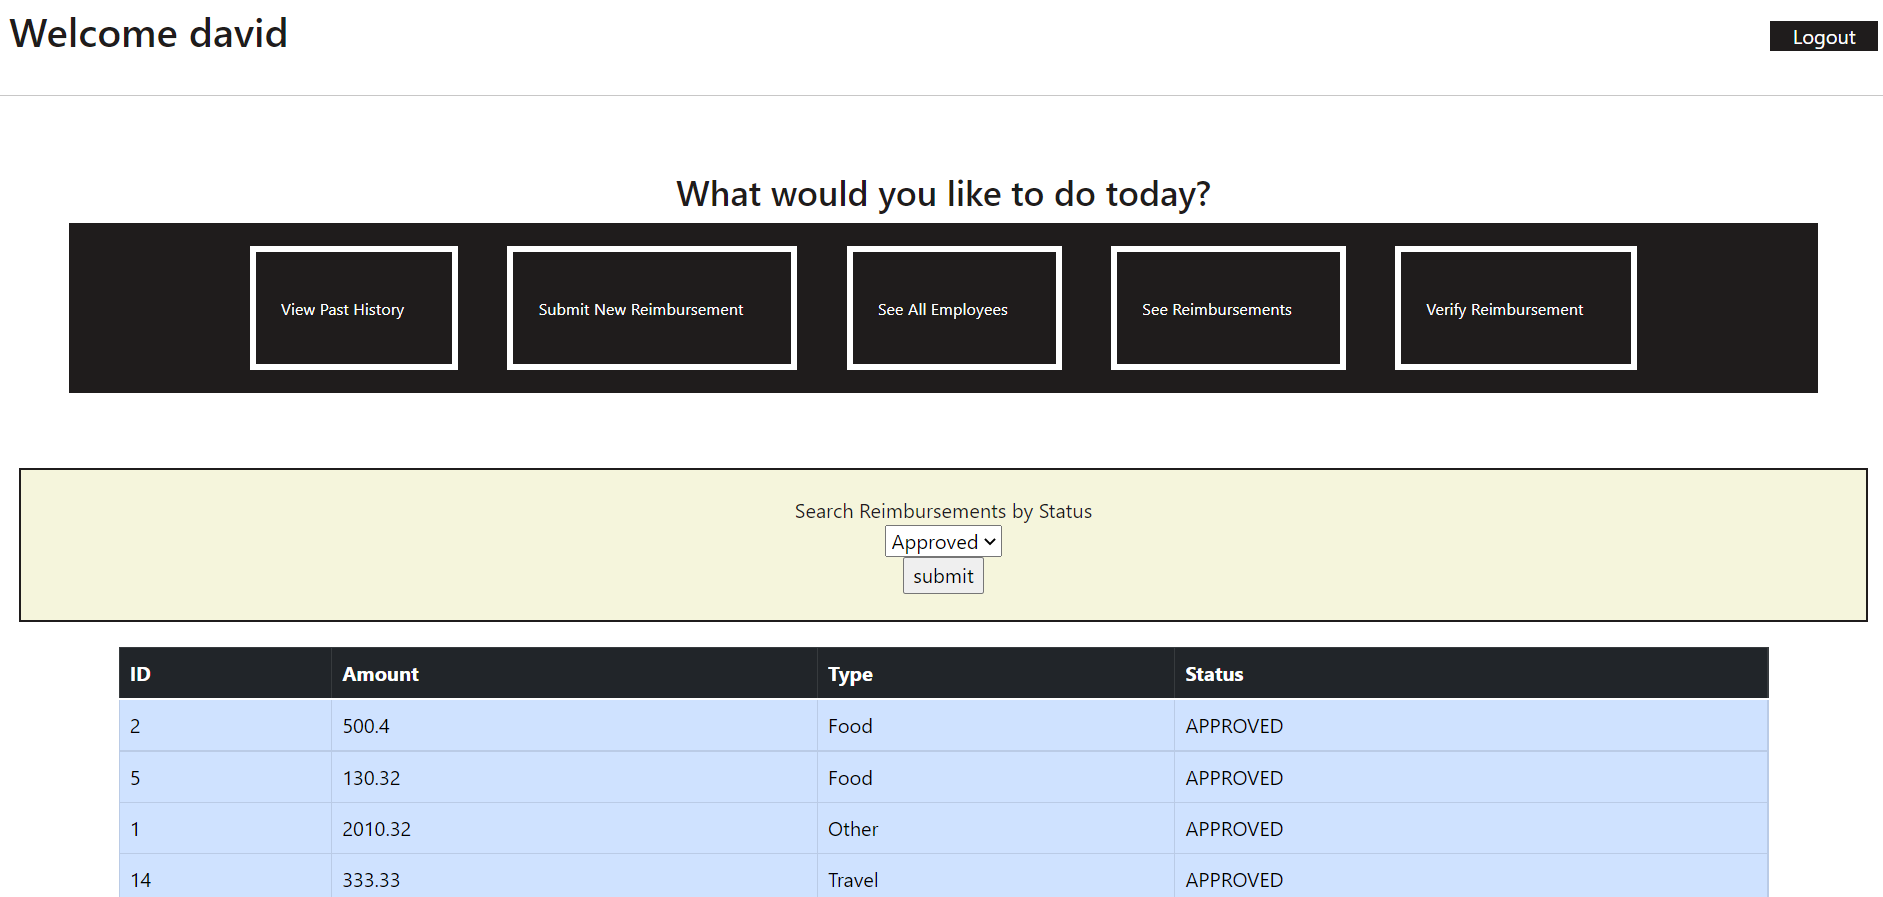 Welcome david
Logout
What would you like to do today?
View Past History
Submit New Reimbursement
See All Employees
See Reimbursements
Verify Reimbursement
Search Reimbursements by Status
Approved
submit
ID Amount Type Status
2 500.4 Food APPROVED
5 130.32 Food APPROVED
1 2010.32 Other APPROVED
14 333.33 Travel APPROVED